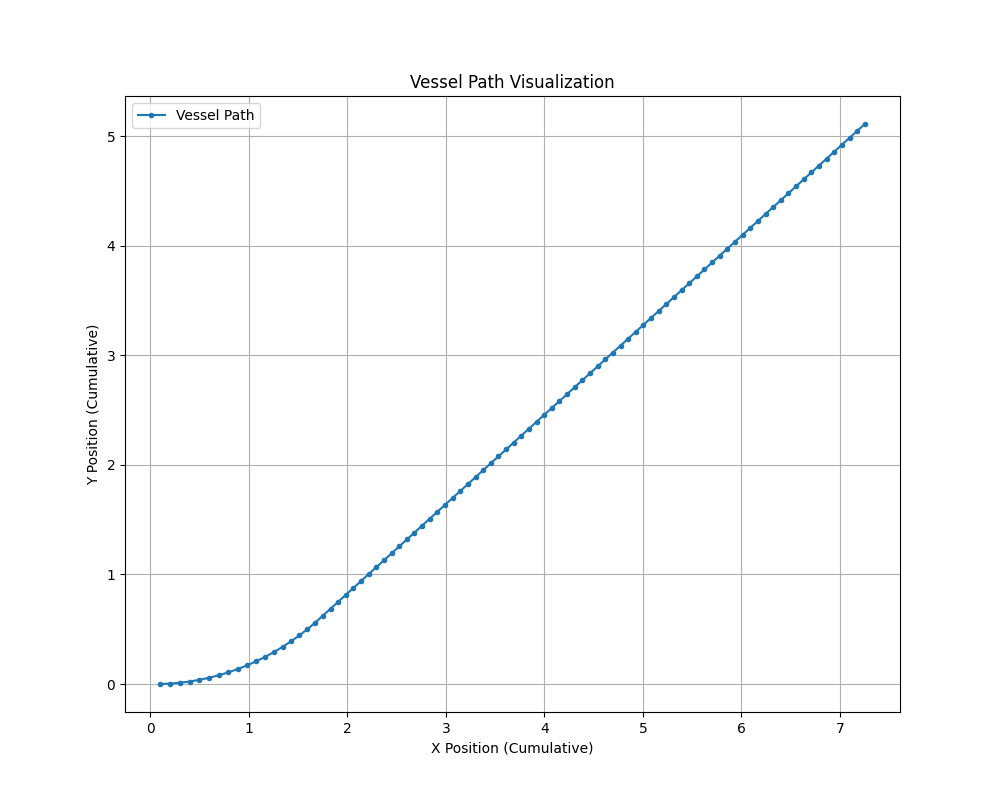 Vessel Path Visualization
Vessel Path
5
4
3
2
1
0
Y Position (Cumulative)
0 1 2 3 4 5 6 7
X Position (Cumulative)